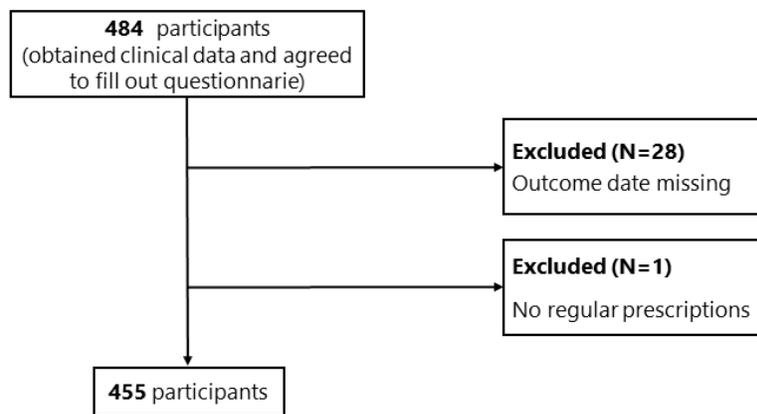 484 participants
(obtained clinical data and agreed
to fill out questionnarie)
Excluded (N=28)
Outcome date missing
Excluded (N=1)
No regular prescriptions
455 participants